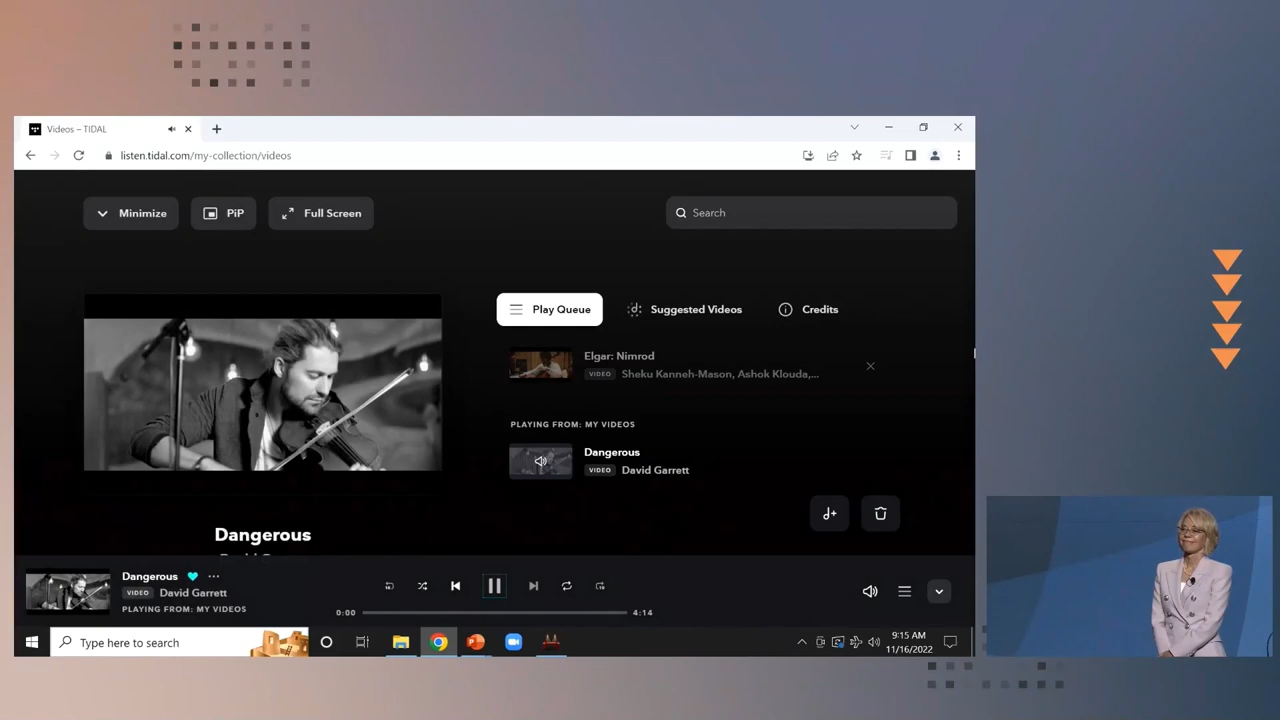 Videos – TIDAL
listen.tidal.com/my-collection/videos
Minimize
PiP
Full Screen
Search
Play Queue
Suggested Videos
Credits
Elgar: Nimrod
VIDEO Sheku Kanneh-Mason, Ashok Klouda,...
PLAYING FROM: MY VIDEOS
Dangerous
VIDEO David Garrett
Dangerous
Dangerous
VIDEO David Garrett
PLAYING FROM: MY VIDEOS
0:00
4:14
Type here to search
9:15 AM
11/16/2022